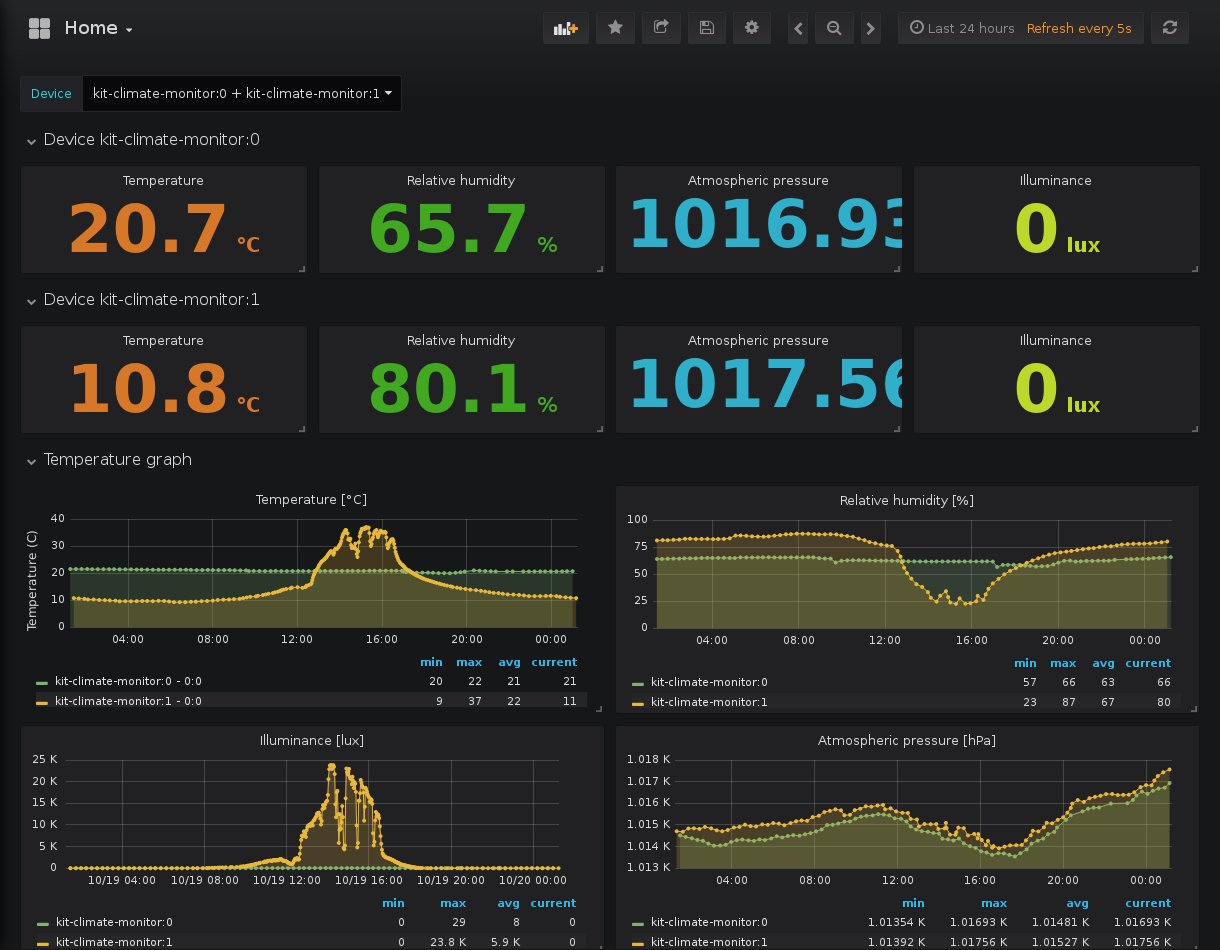 Home
Last 24 hours Refresh every 5s
Device kit-climate-monitor:0 + kit-climate-monitor:1
Device kit-climate-monitor:0
Temperature Relative humidity Atmospheric pressure Illuminance
20.7 °C 65.7 % 1016.93 0 lux
Device kit-climate-monitor:1
Temperature Relative humidity Atmospheric pressure Illuminance
10.8 °C 80.1 % 1017.56 0 lux
Temperature graph
Temperature [°C]
Temperature (C)
40
30
20
10
0
04:00 08:00 12:00 16:00 20:00 00:00
min max avg current
kit-climate-monitor:0 - 0:0 20 22 21 21
kit-climate-monitor:1 - 0:0 9 37 22 11
Relative humidity [%]
100
75
50
25
0
04:00 08:00 12:00 16:00 20:00 00:00
min max avg current
kit-climate-monitor:0 57 66 63 66
kit-climate-monitor:1 23 87 67 80
Illuminance [lux]
25 K
20 K
15 K
10 K
5 K
0
10/19 04:00 10/19 08:00 10/19 12:00 10/19 16:00 10/19 20:00 10/20 00:00
min max avg current
kit-climate-monitor:0 0 29 8 0
kit-climate-monitor:1 0 23.8 K 5.9 K 0
Atmospheric pressure [hPa]
1.018 K
1.017 K
1.016 K
1.015 K
1.014 K
1.013 K
04:00 08:00 12:00 16:00 20:00 00:00
min max avg current
kit-climate-monitor:0 1.01354 K 1.01693 K 1.01481 K 1.01693 K
kit-climate-monitor:1 1.01392 K 1.01756 K 1.01527 K 1.01756 K